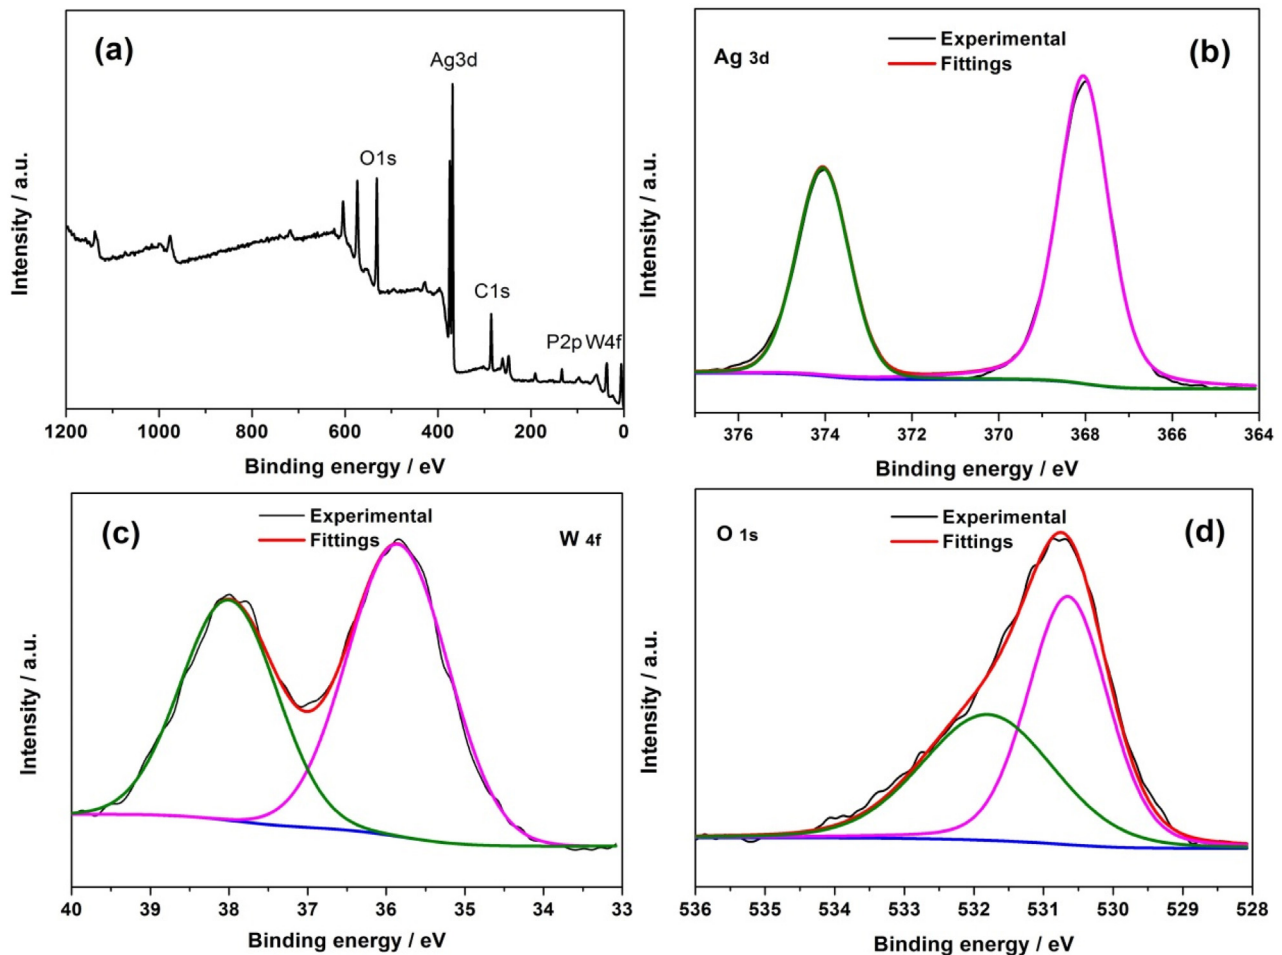 (a)
Ag3d
O1s
C1s
P2p W4f
Intensity / a.u.
1200 1000 800 600 400 200 0
Binding energy / eV
Ag 3d
Experimental
Fittings
(b)
Intensity / a.u.
376 374 372 370 368 366 364
Binding energy / eV
(c)
Experimental
Fittings
W 4f
Intensity / a.u.
40 39 38 37 36 35 34 33
Binding energy / eV
O 1s
Experimental
Fittings
(d)
Intensity / a.u.
536 535 534 533 532 531 530 529 528
Binding energy / eV